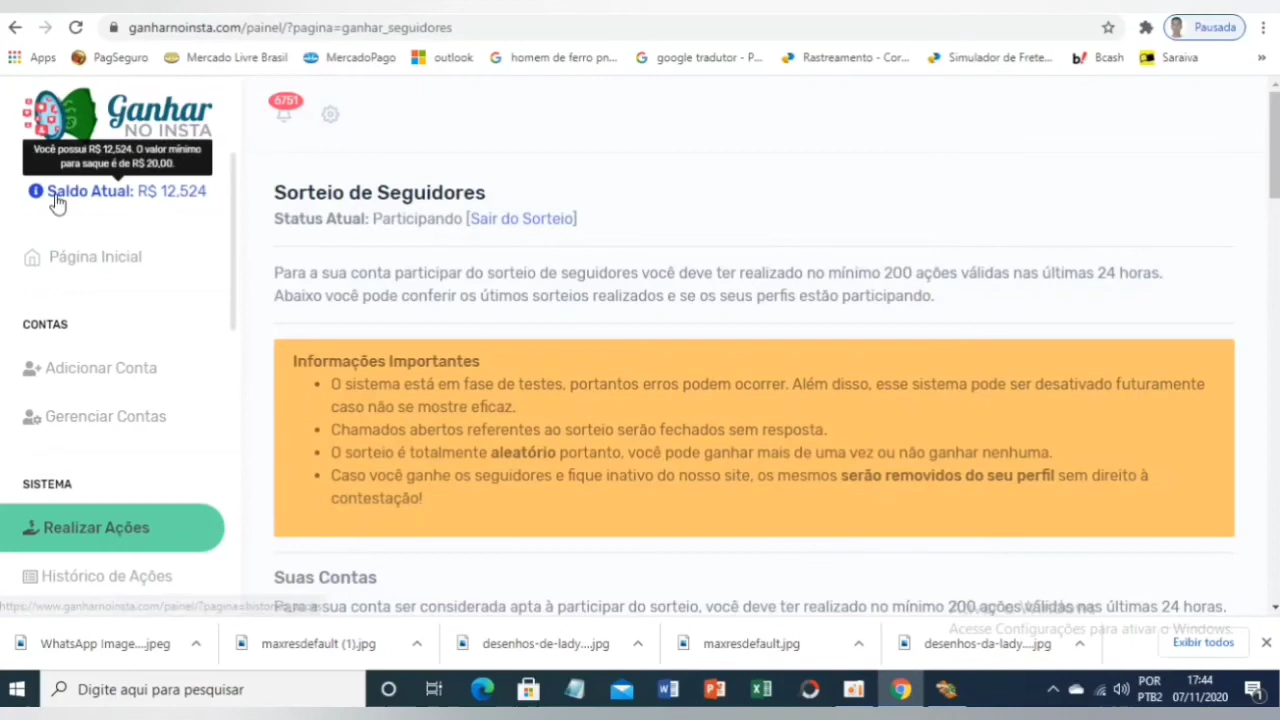 ganharnoinsta.com/painel/?pagina=ganhar_seguidores
Pausada
Apps
PagSeguro
Mercado Livre Brasil
MercadoPago
outlook
homem de ferro pn...
google tradutor - P...
Rastreamento - Cor...
Simulador de Frete...
Bcash
Saraiva
»
Ganhar
NO INSTA
Você possui R$ 12,524. O valor mínimo
para saque é de R$ 20,00.
Saldo Atual: R$ 12,524
Página Inicial
CONTAS
Adicionar Conta
Gerenciar Contas
SISTEMA
Realizar Ações
Histórico de Ações
6751
Sorteio de Seguidores
Status Atual: Participando [Sair do Sorteio]
Para a sua conta participar do sorteio de seguidores você deve ter realizado no mínimo 200 ações válidas nas últimas 24 horas.
Abaixo você pode conferir os útimos sorteios realizados e se os seus perfis estão participando.
Informações Importantes
• O sistema está em fase de testes, portantos erros podem ocorrer. Além disso, esse sistema pode ser desativado futuramente
caso não se mostre eficaz.
• Chamados abertos referentes ao sorteio serão fechados sem resposta.
• O sorteio é totalmente aleatório portanto, você pode ganhar mais de uma vez ou não ganhar nenhuma.
• Caso você ganhe os seguidores e fique inativo do nosso site, os mesmos serão removidos do seu perfil sem direito à
contestação!
Suas Contas
Para a sua conta ser considerada apta à participar do sorteio, você deve ter realizado no mínimo 200 ações válidas nas últimas 24 horas.
https://www.ganharnoinsta.com/painel/?pagina=
Acesse Configurações para ativar o Windows.
WhatsApp Image....jpeg
maxresdefault (1).jpg
desenhos-de-lady....jpg
maxresdefault.jpg
desenhos-da-lady....jpg
Exibir todos
Digite aqui para pesquisar
POR
PTB2
17:44
07/11/2020
1